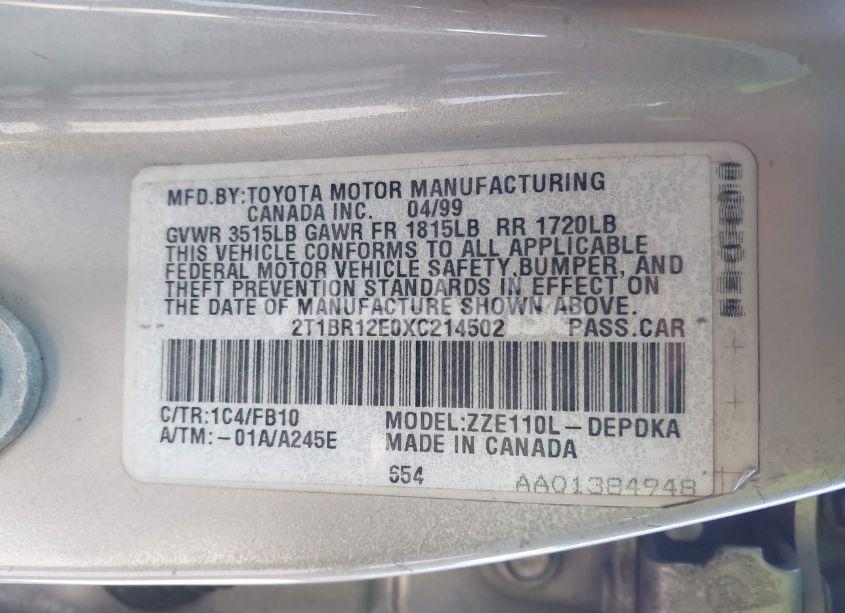 MFD.BY:TOYOTA MOTOR MANUFACTURING
CANADA INC. 04/99
GVWR 3515LB GAWR FR 1815LB RR 1720LB
THIS VEHICLE CONFORMS TO ALL APPLICABLE
FEDERAL MOTOR VEHICLE SAFETY,BUMPER, AND
THEFT PREVENTION STANDARDS IN EFFECT ON
THE DATE OF MANUFACTURE SHOWN ABOVE.
2T1BR12E0XC214502 PASS.CAR
C/TR:1C4/FB10 MODEL:ZZE110L-DEPDKA
A/TM:-01A/A245E MADE IN CANADA
654 AA01384948